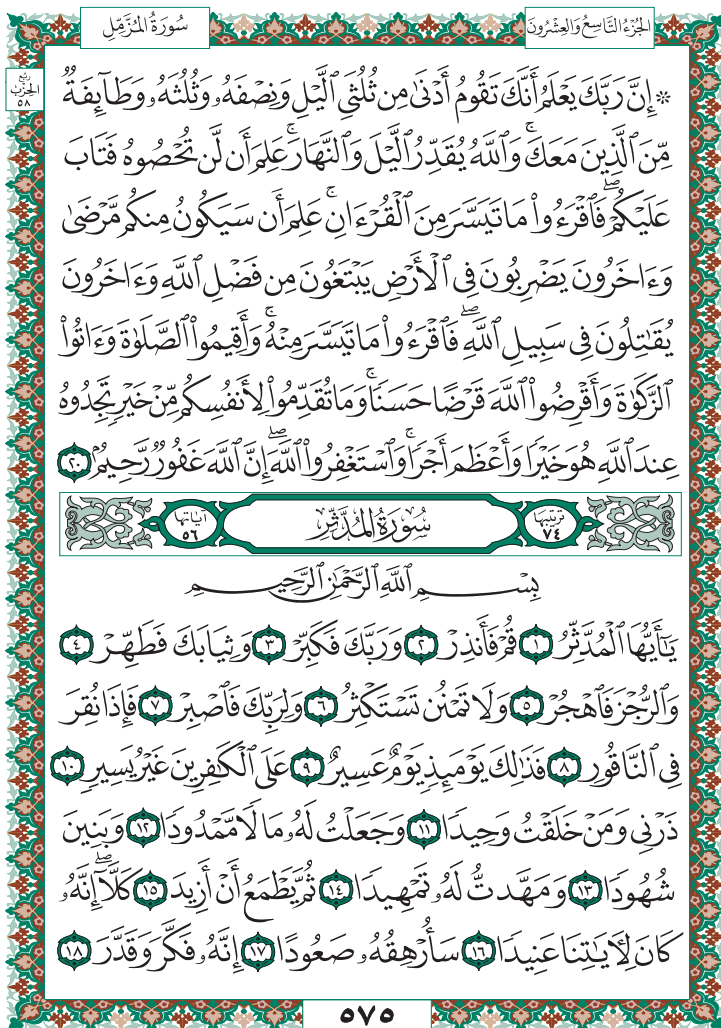 الجُزْءُ التَّاسِعُ وَالعِشْرُونَ
سُورَةُ المُزَّمِّل
ربع
الحزب
٥٨
۞ إِنَّ رَبَّكَ يَعْلَمُ أَنَّكَ تَقُومُ أَدْنَىٰ مِن ثُلُثَيِ ٱلَّيْلِ وَنِصْفَهُۥ وَثُلُثَهُۥ وَطَآئِفَةٌ
مِّنَ ٱلَّذِينَ مَعَكَۚ وَٱللَّهُ يُقَدِّرُ ٱلَّيْلَ وَٱلنَّهَارَۚ عَلِمَ أَن لَّن تُحْصُوهُ فَتَابَ
عَلَيْكُمْۖ فَٱقْرَءُوا۟ مَا تَيَسَّرَ مِنَ ٱلْقُرْءَانِۚ عَلِمَ أَن سَيَكُونُ مِنكُم مَّرْضَىٰ
وَءَاخَرُونَ يَضْرِبُونَ فِى ٱلْأَرْضِ يَبْتَغُونَ مِن فَضْلِ ٱللَّهِ وَءَاخَرُونَ
يُقَٰتِلُونَ فِى سَبِيلِ ٱللَّهِۖ فَٱقْرَءُوا۟ مَا تَيَسَّرَ مِنْهُۚ وَأَقِيمُوا۟ ٱلصَّلَوٰةَ وَءَاتُوا۟
ٱلزَّكَوٰةَ وَأَقْرِضُوا۟ ٱللَّهَ قَرْضًا حَسَنًاۚ وَمَا تُقَدِّمُوا۟ لِأَنفُسِكُم مِّنْ خَيْرٍ تَجِدُوهُ
عِندَ ٱللَّهِ هُوَ خَيْرًا وَأَعْظَمَ أَجْرًاۚ وَٱسْتَغْفِرُوا۟ ٱللَّهَۖ إِنَّ ٱللَّهَ غَفُورٌ رَّحِيمٌۢ ٢٠
ترتيبها ٧٤ سُورَةُ المُدَّثِّر آياتها ٥٦
بِسْمِ ٱللَّهِ ٱلرَّحْمَٰنِ ٱلرَّحِيمِ
يَٰٓأَيُّهَا ٱلْمُدَّثِّرُ ١ قُمْ فَأَنذِرْ ٢ وَرَبَّكَ فَكَبِّرْ ٣ وَثِيَابَكَ فَطَهِّرْ ٤
وَٱلرُّجْزَ فَٱهْجُرْ ٥ وَلَا تَمْنُن تَسْتَكْثِرُ ٦ وَلِرَبِّكَ فَٱصْبِرْ ٧ فَإِذَا نُقِرَ
فِى ٱلنَّاقُورِ ٨ فَذَٰلِكَ يَوْمَئِذٍ يَوْمٌ عَسِيرٌ ٩ عَلَى ٱلْكَٰفِرِينَ غَيْرُ يَسِيرٍ ١٠
ذَرْنِى وَمَنْ خَلَقْتُ وَحِيدًا ١١ وَجَعَلْتُ لَهُۥ مَالًا مَّمْدُودًا ١٢ وَبَنِينَ
شُهُودًا ١٣ وَمَهَّدتُّ لَهُۥ تَمْهِيدًا ١٤ ثُمَّ يَطْمَعُ أَنْ أَزِيدَ ١٥ كَلَّآۖ إِنَّهُۥ
كَانَ لِءَايَٰتِنَا عَنِيدًا ١٦ سَأُرْهِقُهُۥ صَعُودًا ١٧ إِنَّهُۥ فَكَّرَ وَقَدَّرَ ١٨
٥٧٥